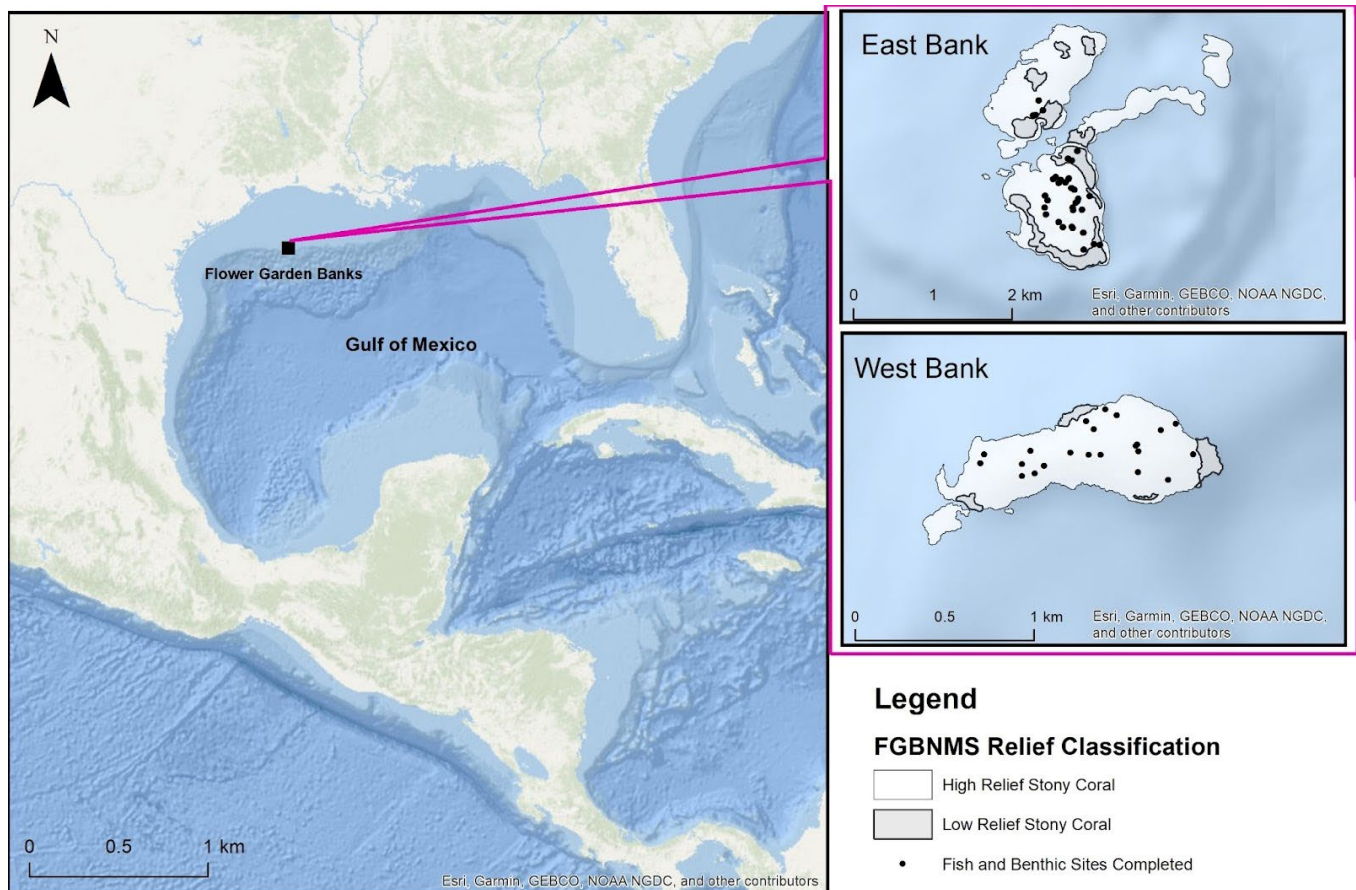 N
Flower Garden Banks
Gulf of Mexico
0 0.5 1 km
Esri, Garmin, GEBCO, NOAA NGDC, and other contributors
East Bank
0 1 2 km
Esri, Garmin, GEBCO, NOAA NGDC,
and other contributors
West Bank
0 0.5 1 km
Esri, Garmin, GEBCO, NOAA NGDC,
and other contributors
Legend
FGBNMS Relief Classification
High Relief Stony Coral
Low Relief Stony Coral
Fish and Benthic Sites Completed